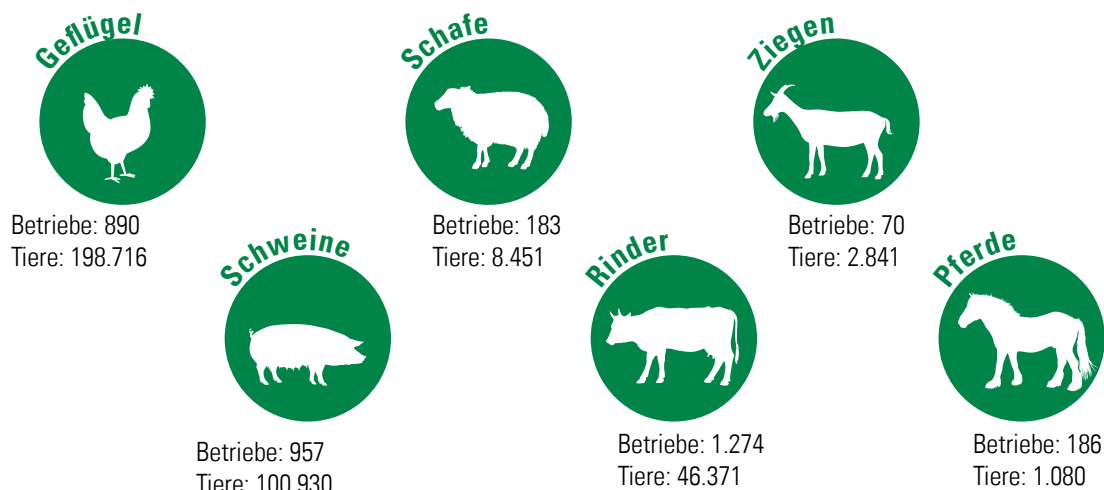 Geflügel
Betriebe: 890
Tiere: 198.716
Schafe
Betriebe: 183
Tiere: 8.451
Ziegen
Betriebe: 70
Tiere: 2.841
Schweine
Betriebe: 957
Tiere: 100.930
Rinder
Betriebe: 1.274
Tiere: 46.371
Pferde
Betriebe: 186
Tiere: 1.080